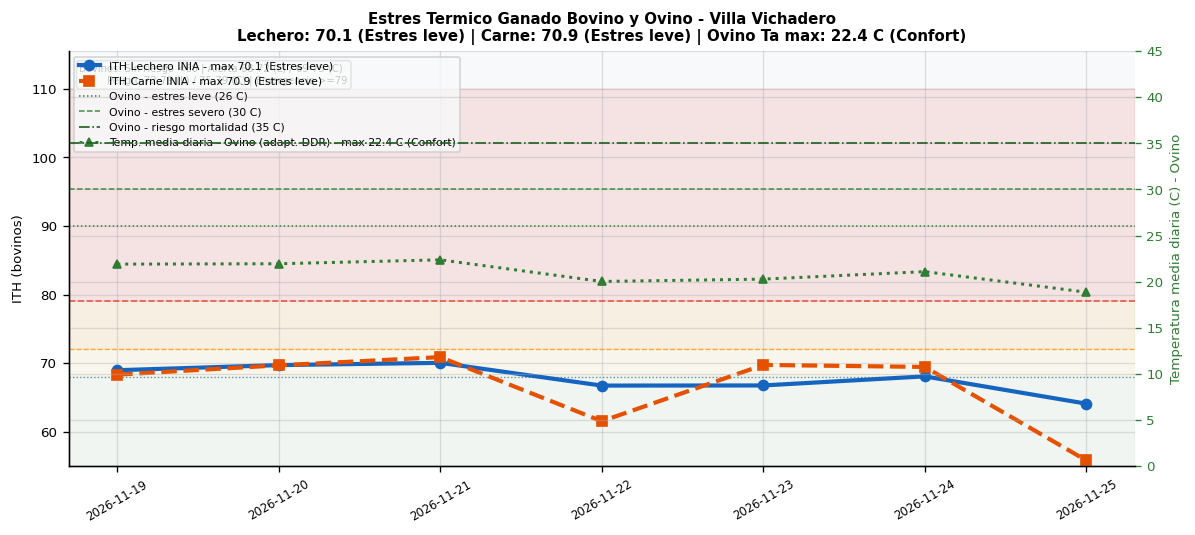 Estres Termico Ganado Bovino y Ovino - Villa Vichadero
Lechero: 70.1 (Estres leve) | Carne: 70.9 (Estres leve) | Ovino Ta max: 22.4 C (Confort)
ITH Lechero INIA - max 70.1 (Estres leve)
ITH Carne INIA - max 70.9 (Estres leve)
Ovino - estres leve (26 C)
Ovino - estres severo (30 C)
Ovino - riesgo mortalidad (35 C)
Temp. media diaria - Ovino (adapt. DDR) - max 22.4 C (Confort)
ITH (bovinos)
110
100
90
80
70
60
45
40
35
30
25
20
15
10
5
0
Temperatura media diaria (C) - Ovino
2026-11-19
2026-11-20
2026-11-21
2026-11-22
2026-11-23
2026-11-24
2026-11-25